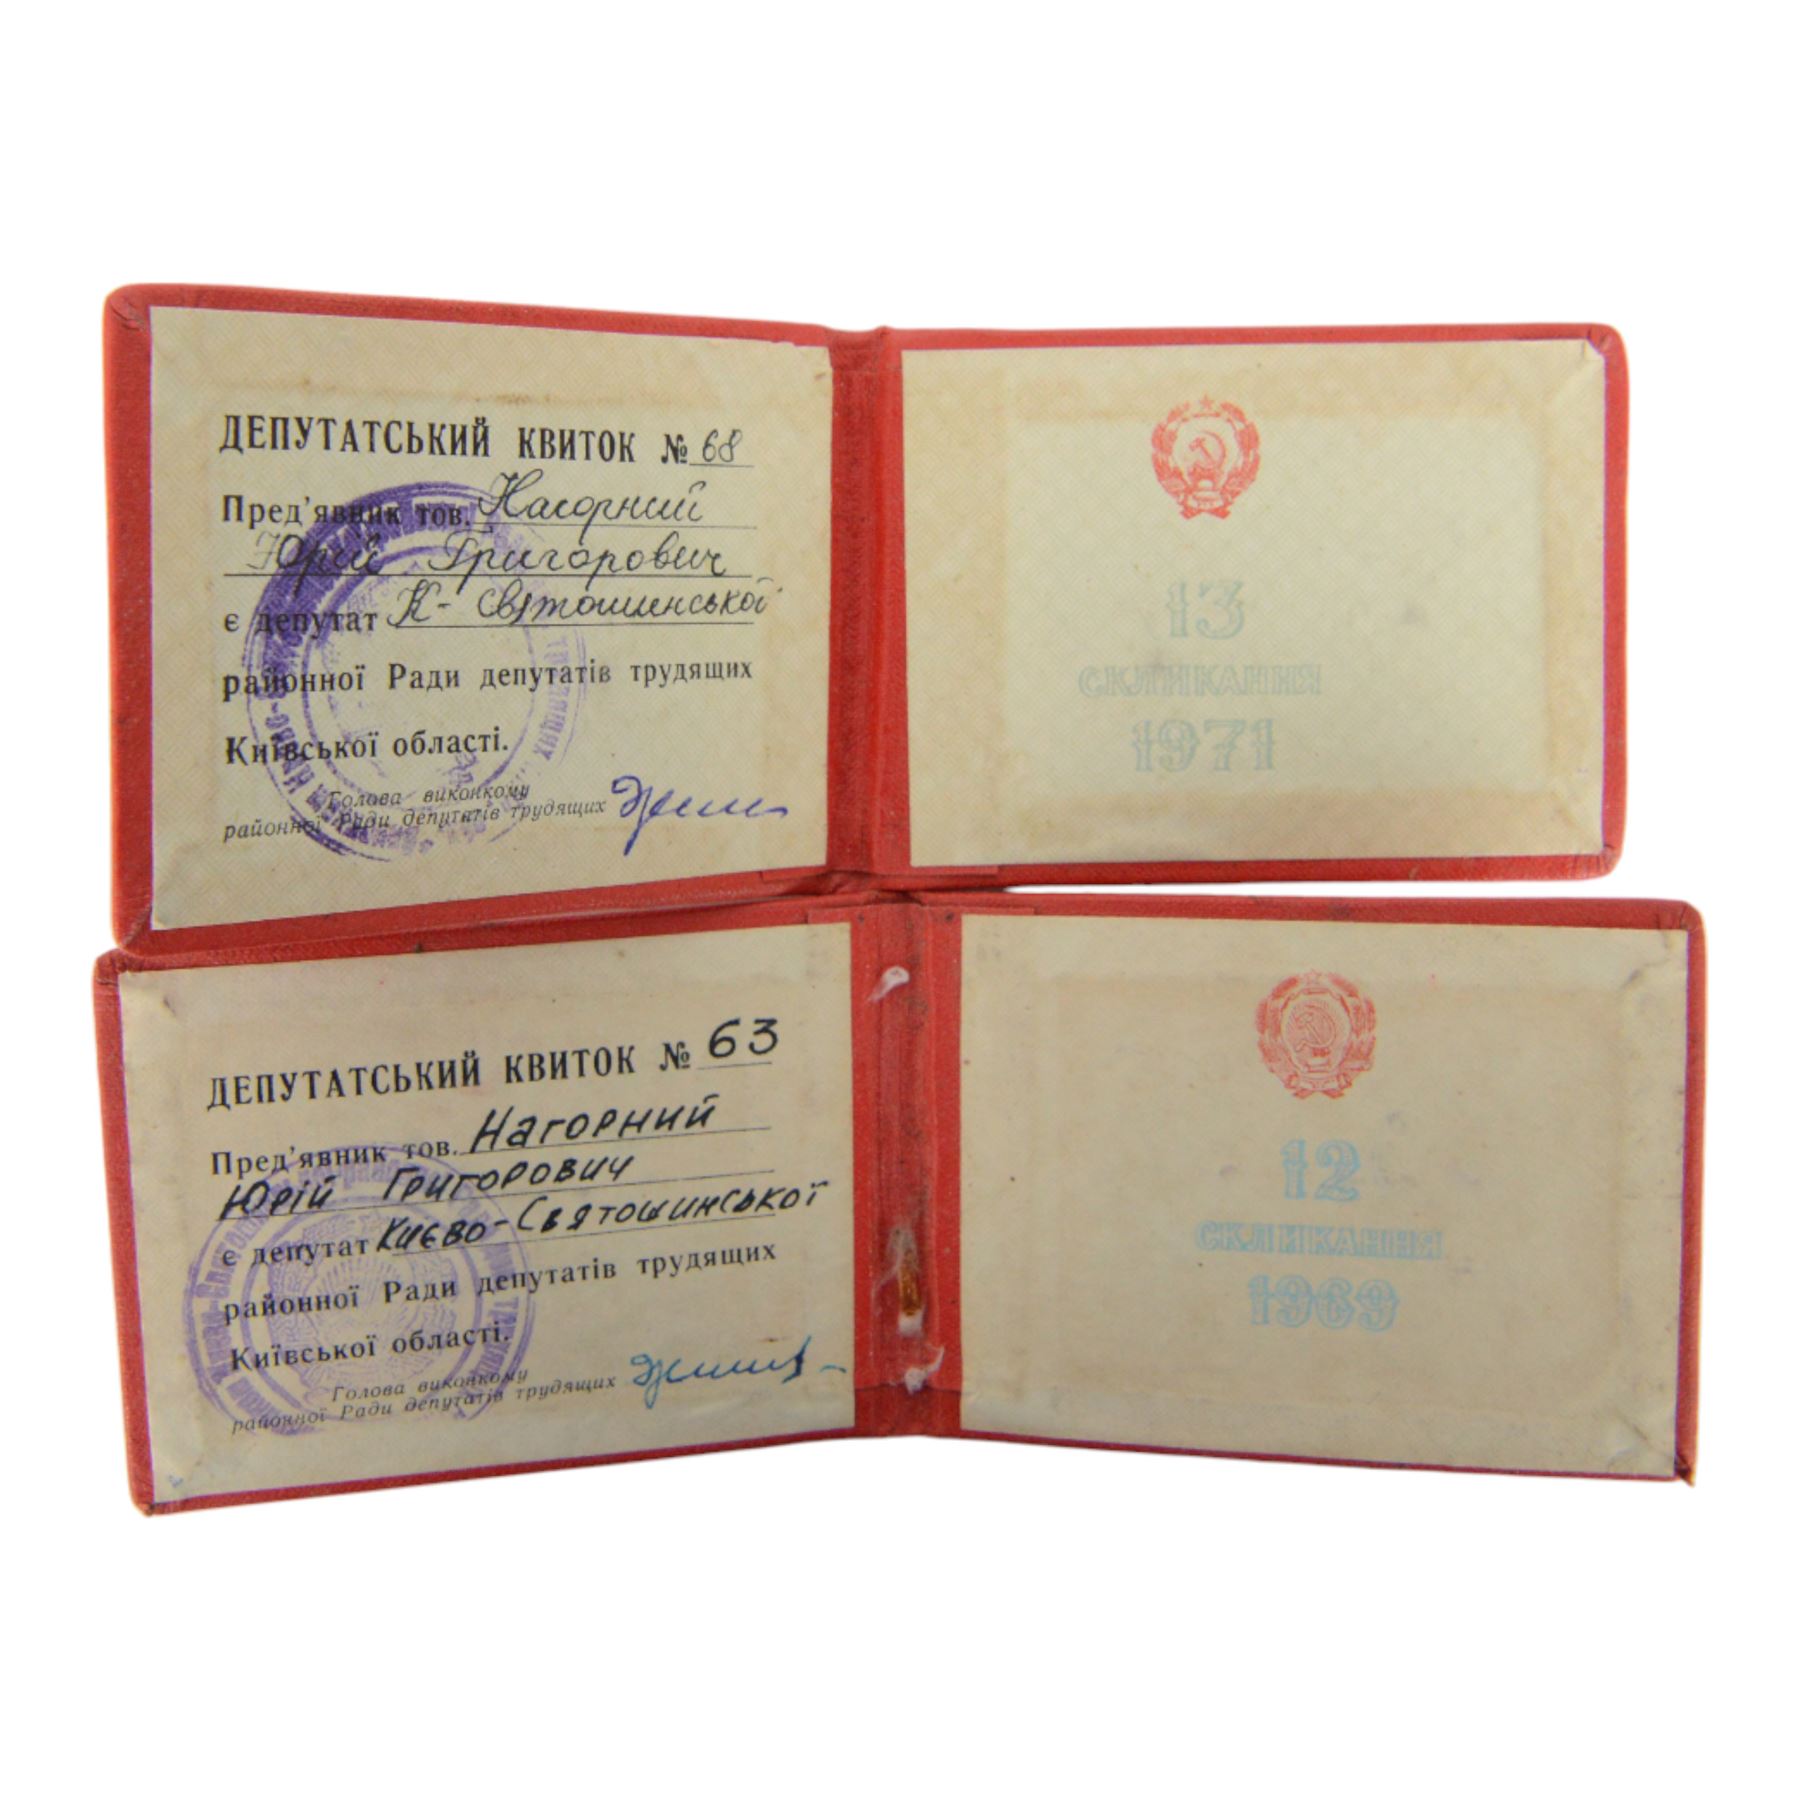 ДЕПУТАТСЬКИЙ КВИТОК № 68
Пред'явник тов. Нагорний
Юрій Григорович
є депутат К-Святошинської
районної Ради депутатів трудящих
Київської області.
Голова виконкому
районної Ради депутатів трудящих
13
СКЛИКАННЯ
1971
ДЕПУТАТСЬКИЙ КВИТОК № 63
Пред'явник тов. Нагорний
Юрій Григорович
є депутат Києво-Святошинської
районної Ради депутатів трудящих
Київської області.
Голова виконкому
районної Ради депутатів трудящих
12
СКЛИКАННЯ
1969